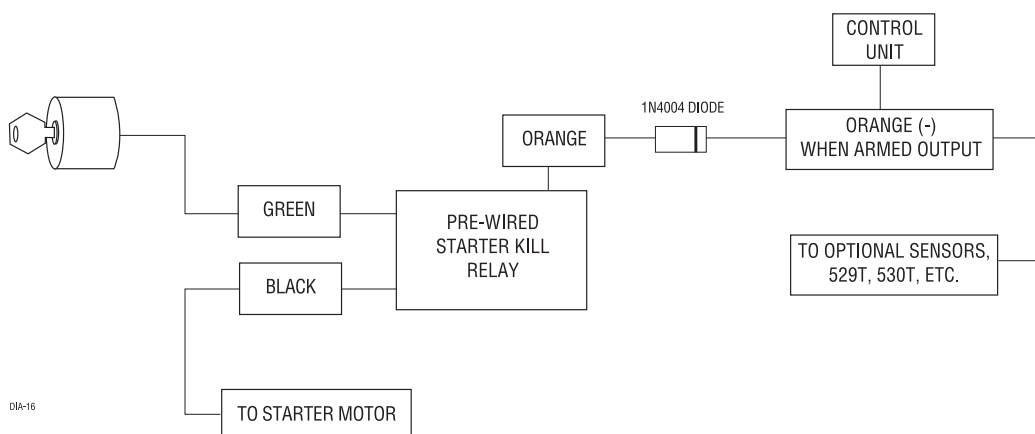 CONTROL
UNIT
1N4004 DIODE
ORANGE
ORANGE (-)
WHEN ARMED OUTPUT
GREEN
PRE-WIRED
STARTER KILL
RELAY
TO OPTIONAL SENSORS,
529T, 530T, ETC.
BLACK
TO STARTER MOTOR
DIA-16